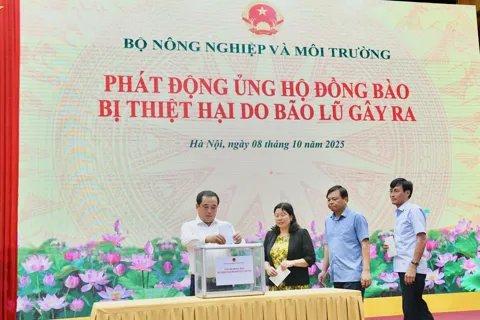 BỘ NÔNG NGHIỆP VÀ MÔI TRƯỜNG
PHÁT ĐỘNG ỦNG HỘ ĐỒNG BÀO
BỊ THIỆT HẠI DO BÃO LŨ GÂY RA
Hà Nội, ngày 08 tháng 10 năm 2025